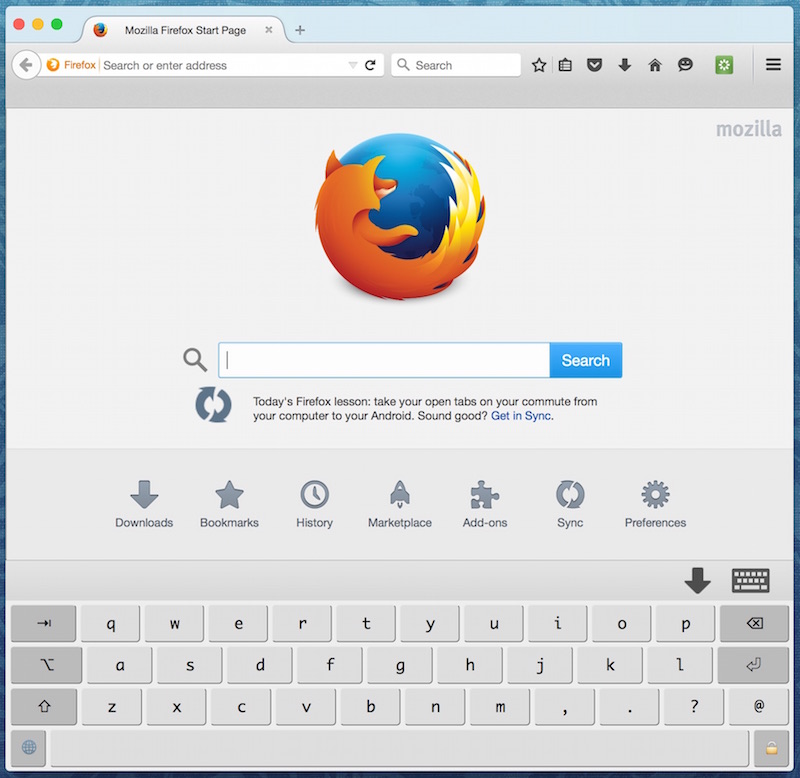 Mozilla Firefox Start Page
Firefox Search or enter address
Search
mozilla
Search
Today's Firefox lesson: take your open tabs on your commute from
your computer to your Android. Sound good? Get in Sync.
Downloads Bookmarks History Marketplace Add-ons Sync Preferences
q w e r t y u i o p
a s d f g h j k l
z x c v b n m , . ? @